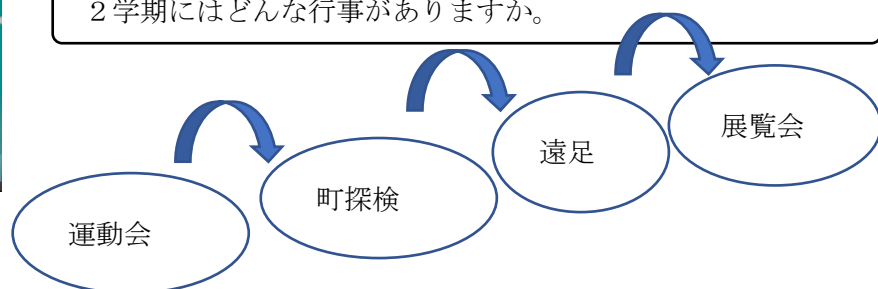 ２学期にはどんな行事がありますか。
運動会
町探検
遠足
展覧会